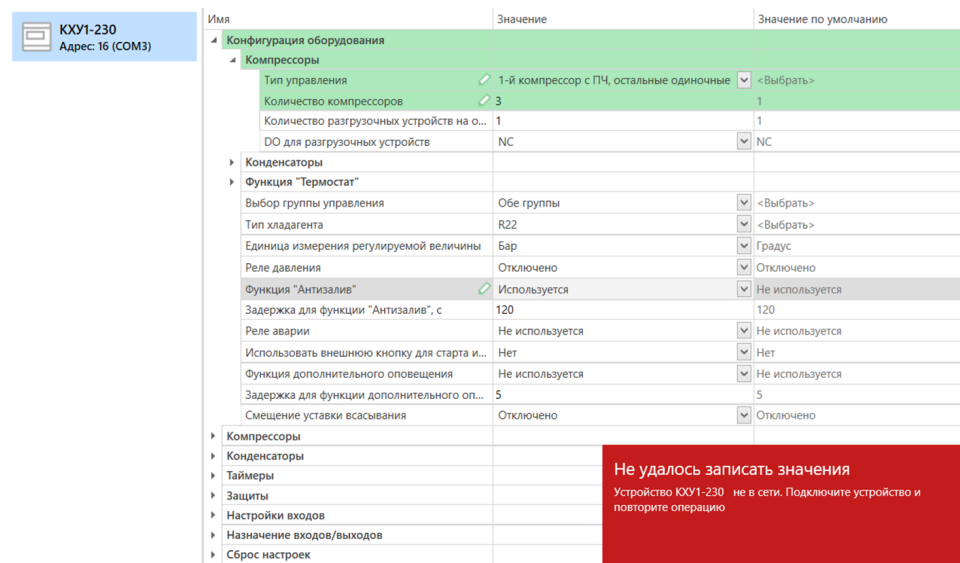 КХУ1-230
Адрес: 16 (COM3)
Имя Значение Значение по умолчанию
Конфигурация оборудования
Компрессоры
Тип управления 1-й компрессор с ПЧ, остальные одиночные <Выбрать>
Количество компрессоров 3 1
Количество разгрузочных устройств на о... 1 1
DO для разгрузочных устройств NC NC
Конденсаторы
Функция "Термостат"
Выбор группы управления Обе группы <Выбрать>
Тип хладагента R22 <Выбрать>
Единица измерения регулируемой величины Бар Градус
Реле давления Отключено Отключено
Функция "Антизалив" Используется Не используется
Задержка для функции "Антизалив", с 120 120
Реле аварии Не используется Не используется
Использовать внешнюю кнопку для старта и... Нет Нет
Функция дополнительного оповещения Не используется Не используется
Задержка для функции дополнительного оп... 5 5
Смещение уставки всасывания Отключено Отключено
Компрессоры
Конденсаторы
Таймеры
Защиты
Настройки входов
Назначение входов/выходов
Сброс настроек
Не удалось записать значения
Устройство КХУ1-230 не в сети. Подключите устройство и
повторите операцию